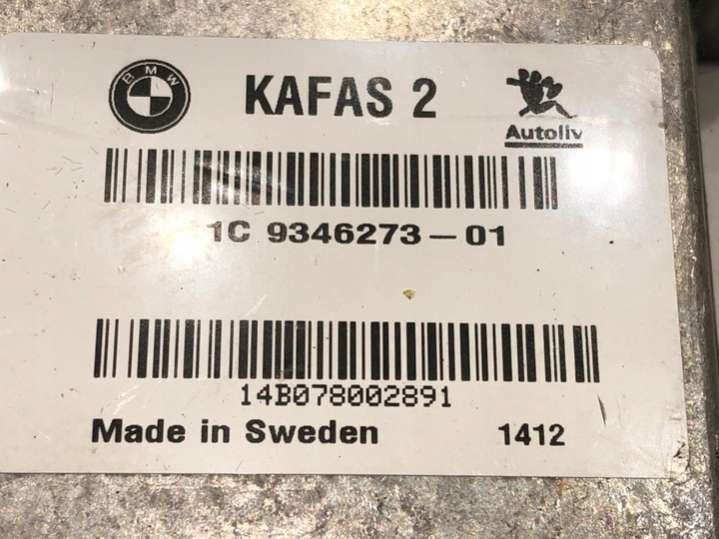 BMW
KAFAS 2
Autoliv
1C 9346273-01
14B078002891
Made in Sweden 1412